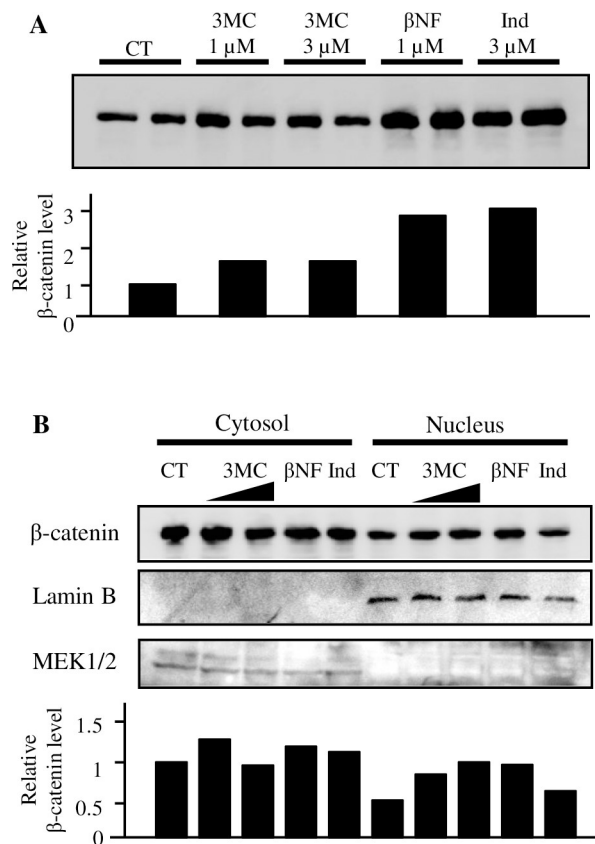 A
CT
3MC
1 µM
3MC
3 µM
βNF
1 µM
Ind
3 µM
Relative
β-catenin level
3
2
1
0
B
Cytosol Nucleus
CT 3MC βNF Ind CT 3MC βNF Ind
β-catenin
Lamin B
MEK1/2
Relative
β-catenin level
1.5
1
0.5
0